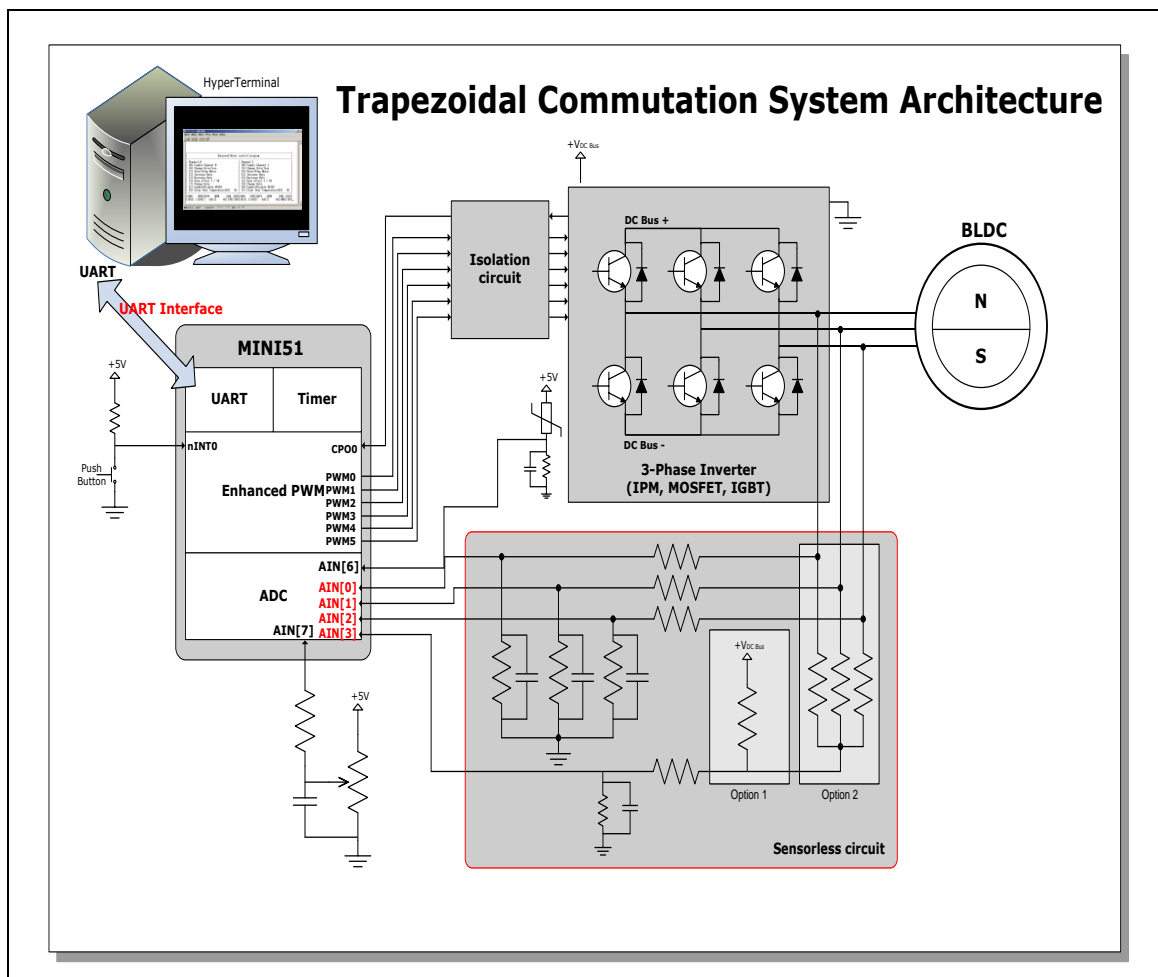 HyperTerminal
Trapezoidal Commutation System Architecture
+VDC Bus
DC Bus +
BLDC
Isolation
circuit
N
S
UART
UART Interface
MINI51
+5V
+5V
UART
Timer
nINT0
CPO0
DC Bus -
Push
Button
3-Phase Inverter
(IPM, MOSFET, IGBT)
Enhanced PWM
PWM0
PWM1
PWM2
PWM3
PWM4
PWM5
AIN[6]
ADC
AIN[0]
AIN[1]
AIN[2]
AIN[7]
AIN[3]
+VDC Bus
+5V
Option 1
Option 2
Sensorless circuit